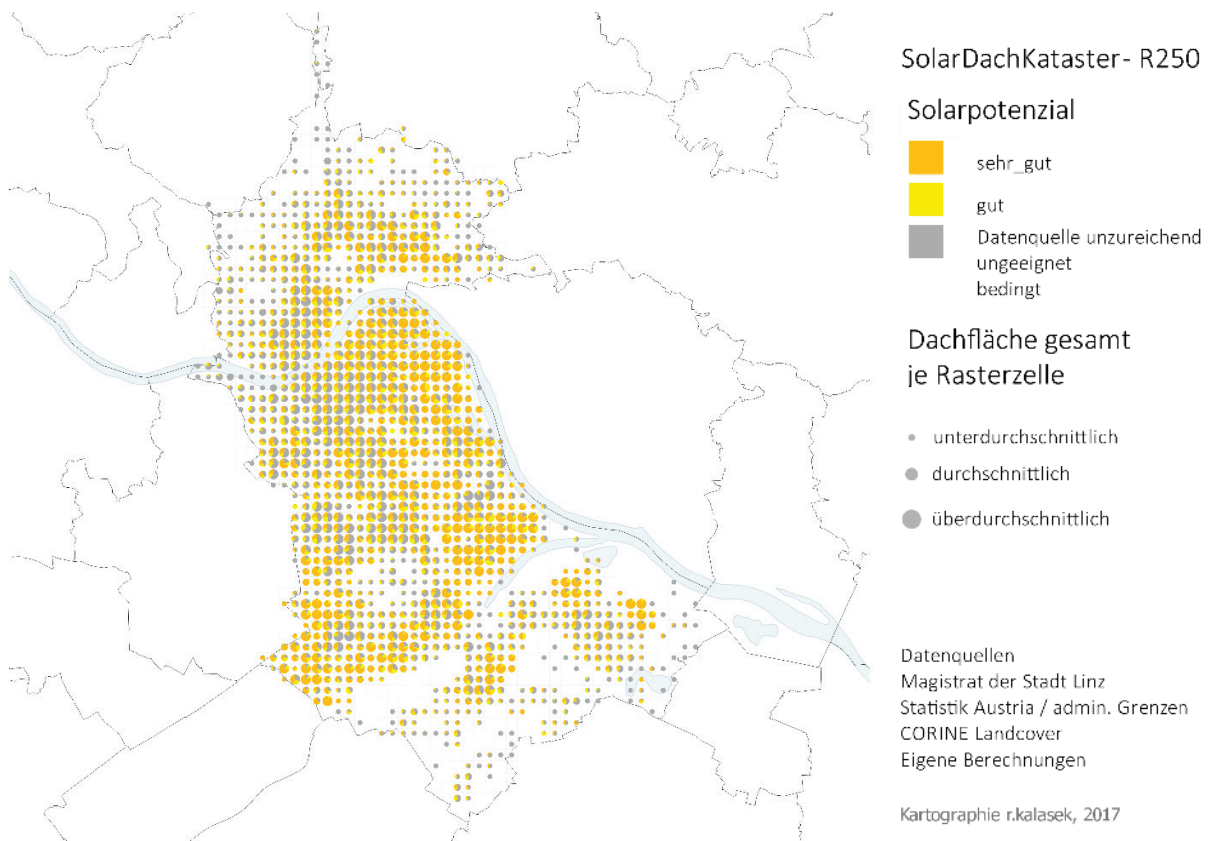 SolarDachKataster- R250
Solarpotenzial
sehr_gut
gut
Datenquelle unzureichend
ungeeignet
bedingt
Dachfläche gesamt
je Rasterzelle
unterdurchschnittlich
durchschnittlich
überdurchschnittlich
Datenquellen
Magistrat der Stadt Linz
Statistik Austria / admin. Grenzen
CORINE Landcover
Eigene Berechnungen
Kartographie r.kalasek, 2017